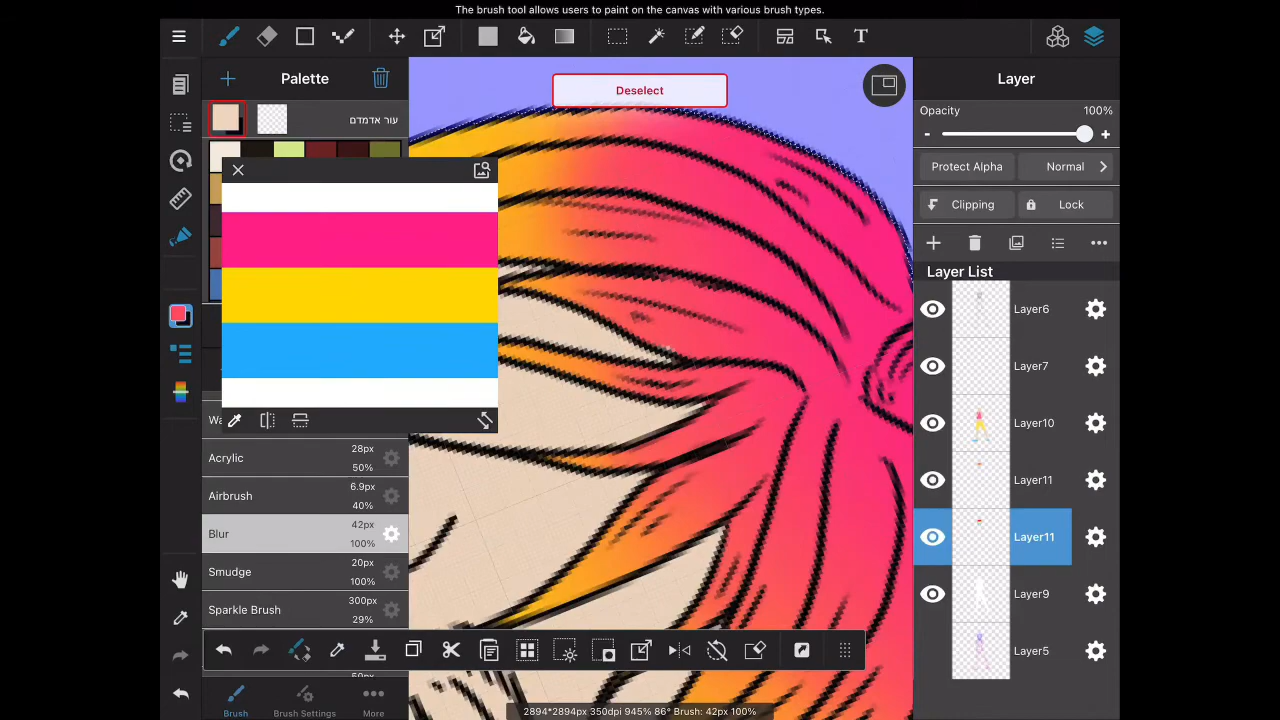 The brush tool allows users to paint on the canvas with various brush types.
T
Palette
עור אדמדם
Deselect
Layer
Opacity 100%
- +
Protect Alpha Normal
Clipping Lock
Layer List
Layer6
Layer7
Layer10
Layer11
Layer11
Layer9
Layer5
Wa
Acrylic 28px 50%
Airbrush 6.9px 40%
Blur 42px 100%
Smudge 20px 100%
Sparkle Brush 300px 29%
Brush
Brush Settings
More
2894*2894px 350dpi 945% 86° Brush: 42px 100%